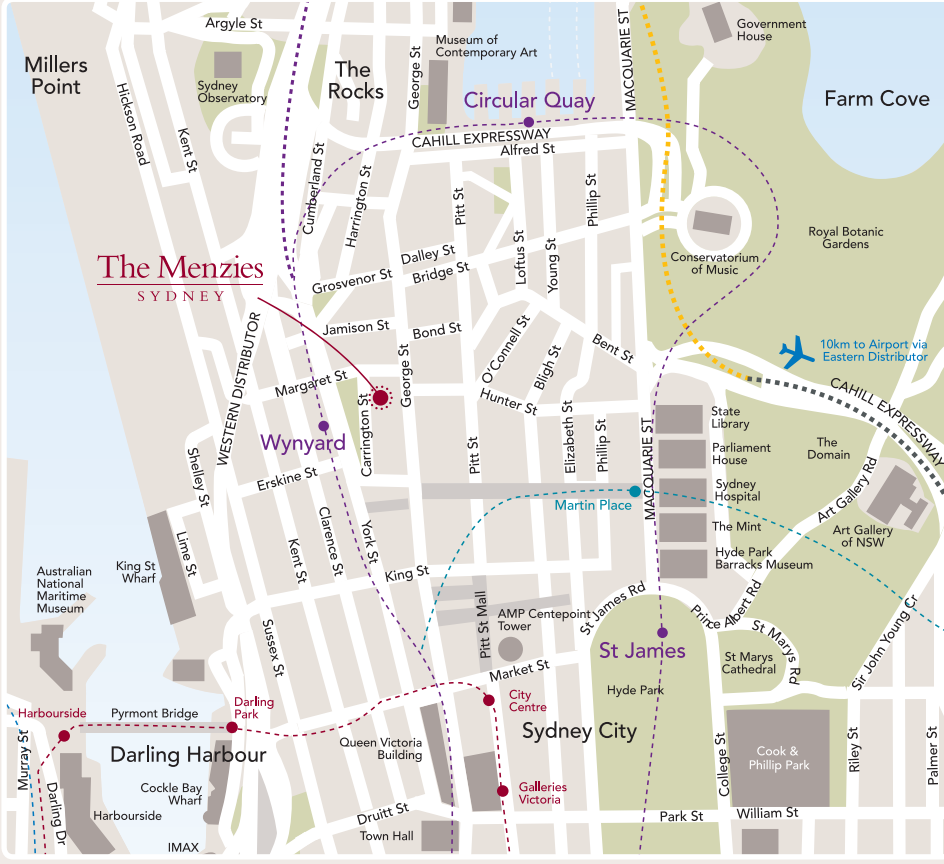 Argyle St
Millers
Point
Sydney
Observatory
The
Rocks
George St
Museum of
Contemporary Art
MACQUARIE ST
Government
House
Farm Cove
Circular Quay
CAHILL EXPRESSWAY
Alfred St
Hickson Road
Kent St
Cumberland St
Harrington St
Pitt St
Phillip St
Loftus St
Young St
Dalley St
Bridge St
Grosvenor St
Conservatorium
of Music
Royal Botanic
Gardens
The Menzies
SYDNEY
Jamison St
Bond St
O'Connell St
Bligh St
Bent St
10km to Airport via
Eastern Distributor
CAHILL EXPRESSWAY
WESTERN DISTRIBUTOR
Margaret St
George St
Carrington St
Hunter St
Wynyard
Pitt St
Elizabeth St
Phillip St
MACQUARIE ST
State
Library
Parliament
House
Sydney
Hospital
The Mint
Hyde Park
Barracks Museum
The
Domain
Art Gallery Rd
Art Gallery
of NSW
Shelley St
Erskine St
Martin Place
Lime St
Kent St
Clarence St
York St
King St
King St
Wharf
Australian
National
Maritime
Museum
Sussex St
Pitt St Mall
AMP Centepoint
Tower
St James Rd
Prince Albert Rd
St Marys Rd
St Marys
Cathedral
Sir John Young Cr
St James
Market St
Hyde Park
City
Centre
Sydney City
Harbourside
Pyrmont Bridge
Darling
Park
Darling Harbour
Murray St
Darling Dr
Harbourside
Cockle Bay
Wharf
IMAX
Queen Victoria
Building
Galleries
Victoria
Druitt St
Town Hall
Park St
College St
William St
Cook &
Phillip Park
Riley St
Palmer St